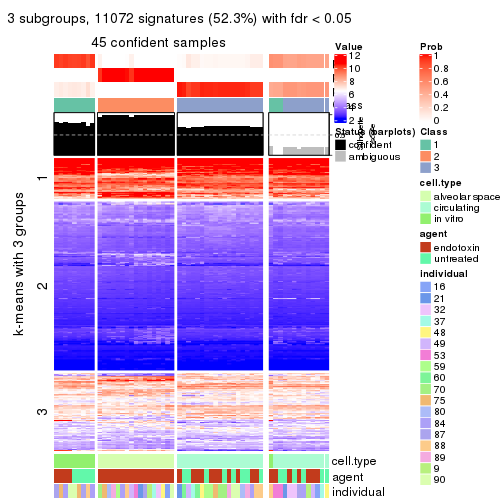 3 subgroups, 11072 signatures (52.3%) with fdr < 0.05
45 confident samples
k-means with 3 groups
1
2
3
cell.type
agent
individual
Value
12
10
8
6
4
2
Status (barplots)
confident
ambiguous
Prob
1
0.8
0.6
0.4
0.2
0
Class
1
2
3
cell.type
alveolar space
circulating
in vitro
agent
endotoxin
untreated
individual
16
21
32
37
48
49
53
59
60
70
75
80
84
87
88
89
9
90